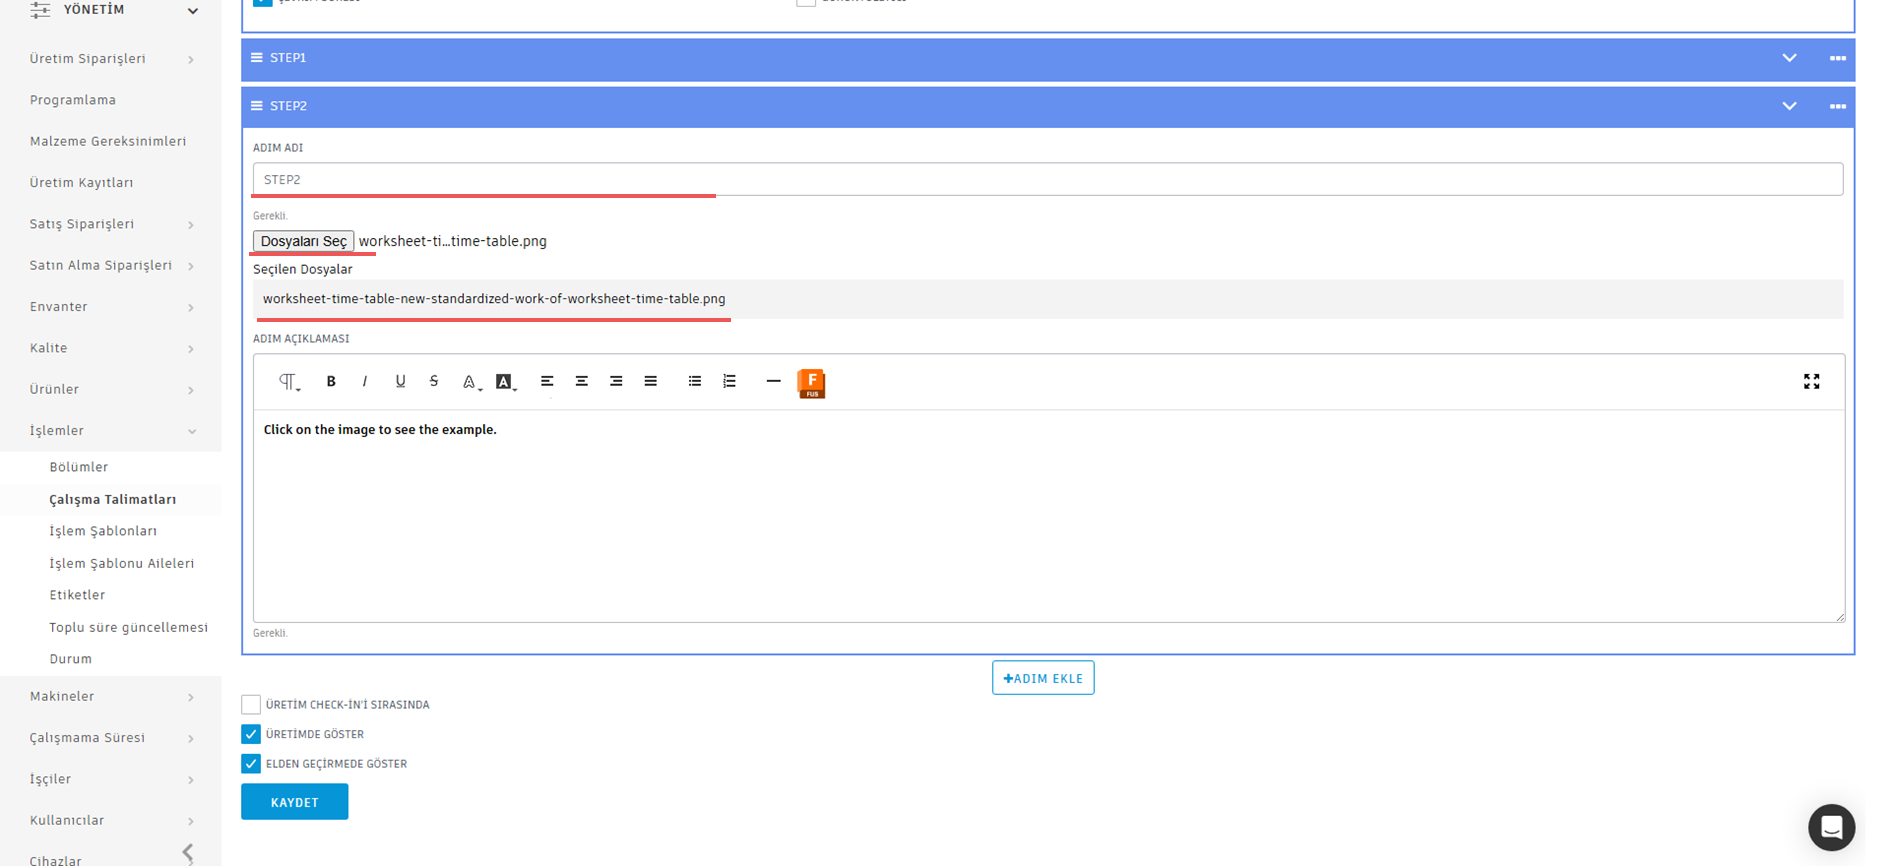 YÖNETİM
Üretim Siparişleri
Programlama
Malzeme Gereksinimleri
Üretim Kayıtları
Satış Siparişleri
Satın Alma Siparişleri
Envanter
Kalite
Ürünler
İşlemler
Bölümler
Çalışma Talimatları
İşlem Şablonları
İşlem Şablonu Aileleri
Etiketler
Toplu süre güncellemesi
Durum
Makineler
Çalışmama Süresi
İşçiler
Kullanıcılar
Cihazlar
STEP1
STEP2
ADIM ADI
STEP2
Gerekli.
Dosyaları Seç worksheet-ti...time-table.png
Seçilen Dosyalar
worksheet-time-table-new-standardized-work-of-worksheet-time-table.png
ADIM AÇIKLAMASI
B I U S A A F
FUS
Click on the image to see the example.
Gerekli.
+ADIM EKLE
ÜRETİM CHECK-İN'İ SIRASINDA
ÜRETİMDE GÖSTER
ELDEN GEÇİRMEDE GÖSTER
KAYDET